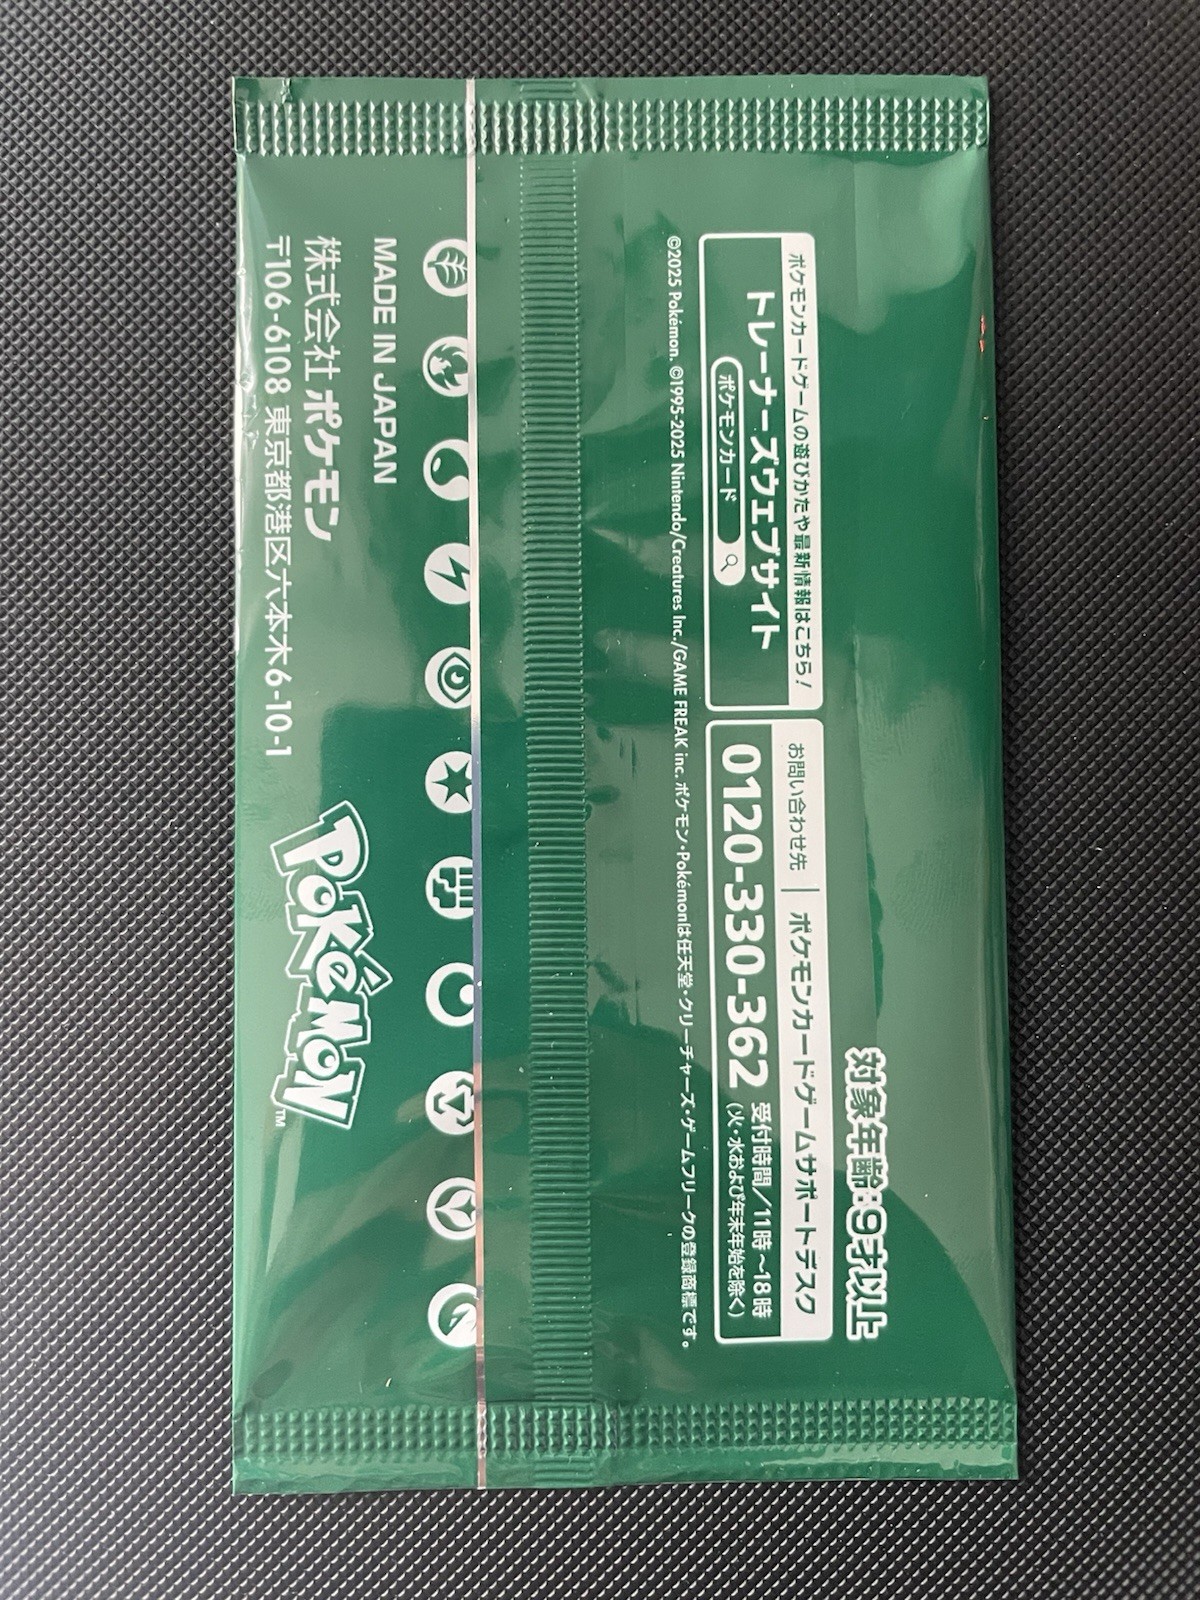 対象年齢:9才以上
ポケモンカードゲームの遊びかたや最新情報はこちら!
トレーナーズウェブサイト
ポケモンカード
お問い合わせ先 | ポケモンカードゲームサポートデスク
0120-330-362
受付時間/11時~18時
(火・水および年末年始を除く)
©2025 Pokémon. ©1995-2025 Nintendo/Creatures Inc./GAME FREAK inc. ポケモン・Pokémonは任天堂・クリーチャーズ・ゲームフリークの登録商標です。
MADE IN JAPAN
株式会社 ポケモン
〒106-6108 東京都港区六本木6-10-1
POKéMON™